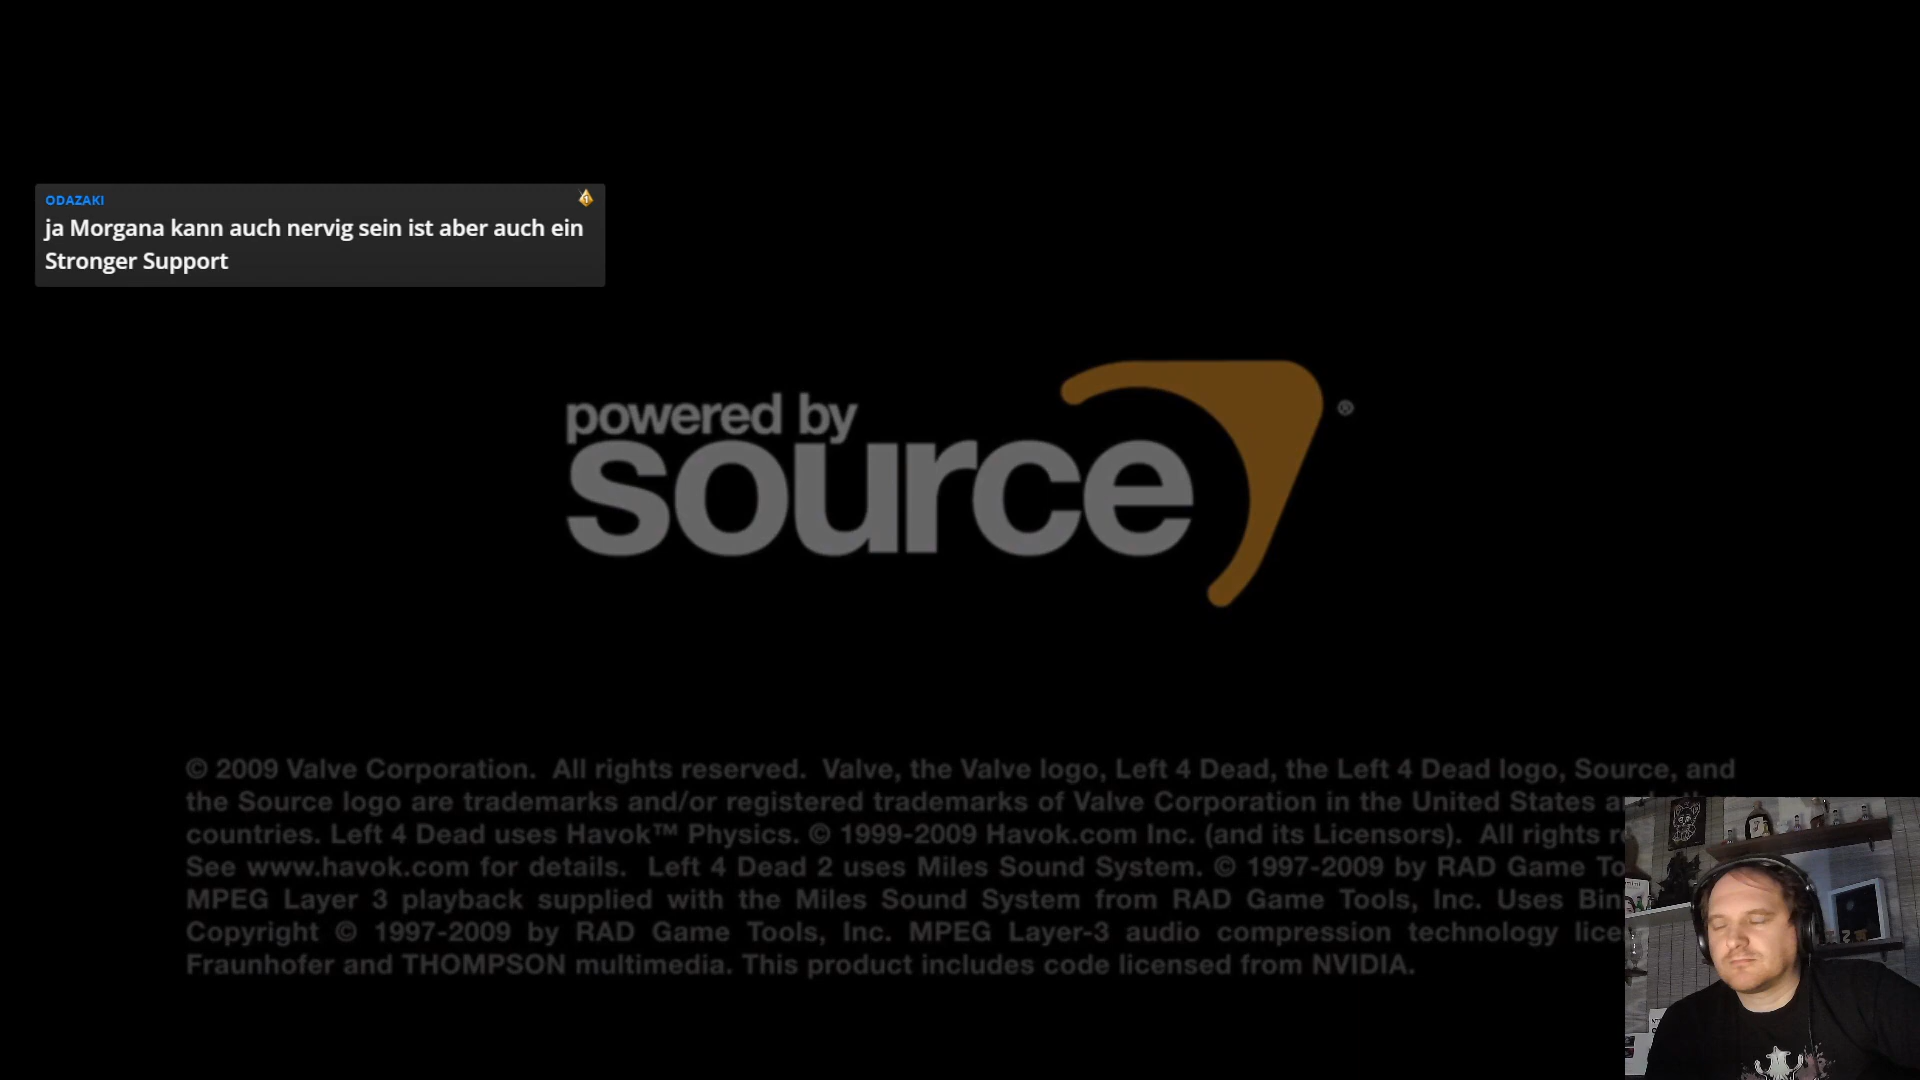 ODAZAKI
ja Morgana kann auch nervig sein ist aber auch ein
Stronger Support
powered by
source
®
© 2009 Valve Corporation. All rights reserved. Valve, the Valve logo, Left 4 Dead, the Left 4 Dead logo, Source, and
the Source logo are trademarks and/or registered trademarks of Valve Corporation in the United States
countries. Left 4 Dead uses Havok™ Physics. © 1999-2009 Havok.com Inc. (and its Licensors). All rights
See www.havok.com for details. Left 4 Dead 2 uses Miles Sound System. © 1997-2009 by RAD Game
MPEG Layer 3 playback supplied with the Miles Sound System from RAD Game Tools, Inc. Uses
Copyright © 1997-2009 by RAD Game Tools, Inc. MPEG Layer-3 audio compression technology
Fraunhofer and THOMPSON multimedia. This product includes code licensed from NVIDIA.